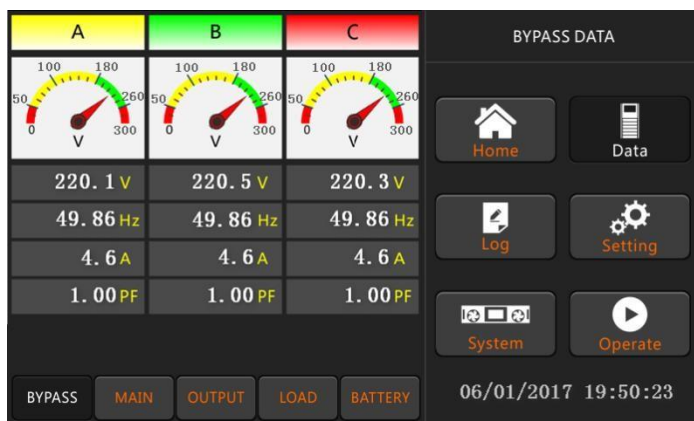 A B C
100 180 100 180 100 180
50 260 50 260 50 260
0 300 0 300 0 300
V V V
220.1 V 220.5 V 220.3 V
49.86 Hz 49.86 Hz 49.86 Hz
4.6 A 4.6 A 4.6 A
1.00 PF 1.00 PF 1.00 PF
BYPASS MAIN OUTPUT LOAD BATTERY
BYPASS DATA
Home Data
Log Setting
System Operate
06/01/2017 19:50:23